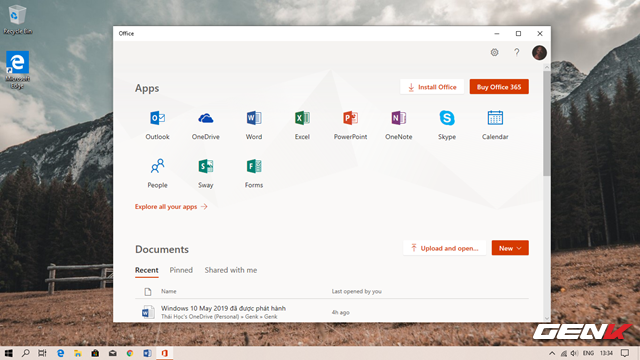 Recycle Bin
Microsoft
Edge
Office
?
Apps
Install Office
Buy Office 365
Outlook
OneDrive
Word
Excel
PowerPoint
OneNote
Skype
Calendar
People
Sway
Forms
Explore all your apps
Documents
Upload and open...
New
Recent
Pinned
Shared with me
Name
Last opened by you
Windows 10 May 2019 đã được phát hành
Thái Học's OneDrive (Personal) » Genk » Genk
4h ago
GENK
ENG
13:34